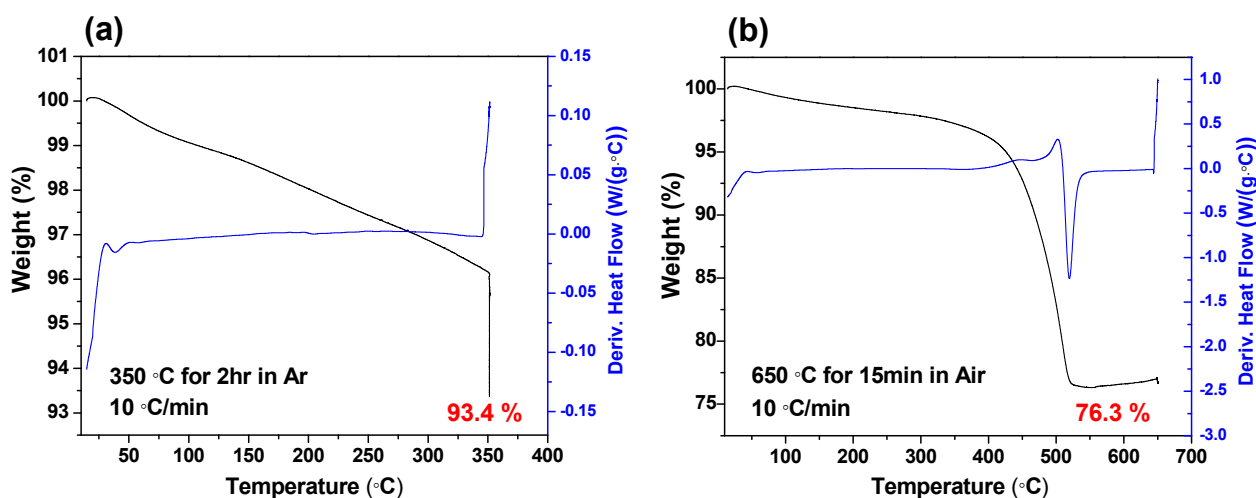 (a)
101
100
99
98
97
96
95
94
93
Weight (%)
50 100 150 200 250 300 350 400
Temperature (◦C)
0.15
0.10
0.05
0.00
-0.05
-0.10
-0.15
Deriv. Heat Flow (W/(g·◦C))
350 ◦C for 2hr in Ar
10 ◦C/min
93.4 %
(b)
100
95
90
85
80
75
Weight (%)
0 100 200 300 400 500 600 700
Temperature (◦C)
1.0
0.5
0.0
-0.5
-1.0
-1.5
-2.0
-2.5
-3.0
Deriv. Heat Flow (W/(g·◦C))
650 ◦C for 15min in Air
10 ◦C/min
76.3 %